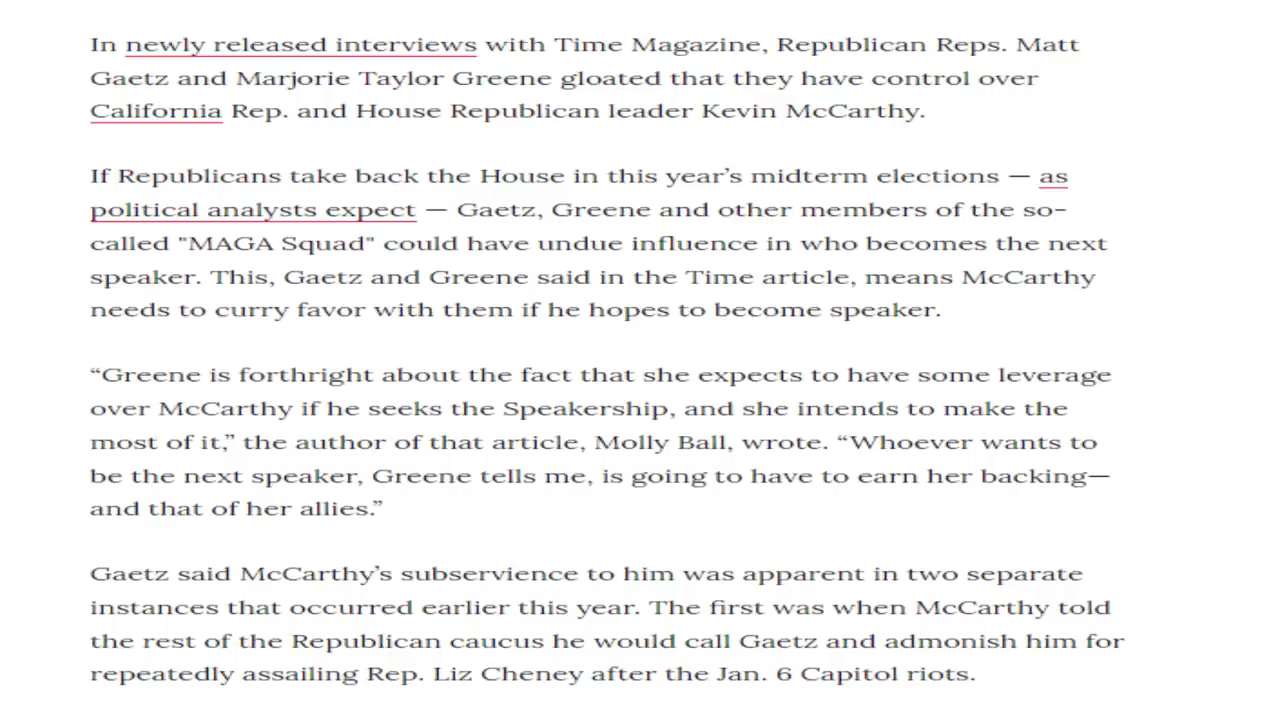 In newly released interviews with Time Magazine, Republican Reps. Matt
Gaetz and Marjorie Taylor Greene gloated that they have control over
California Rep. and House Republican leader Kevin McCarthy.
If Republicans take back the House in this year’s midterm elections — as
political analysts expect — Gaetz, Greene and other members of the so-
called "MAGA Squad" could have undue influence in who becomes the next
speaker. This, Gaetz and Greene said in the Time article, means McCarthy
needs to curry favor with them if he hopes to become speaker.
“Greene is forthright about the fact that she expects to have some leverage
over McCarthy if he seeks the Speakership, and she intends to make the
most of it,” the author of that article, Molly Ball, wrote. “Whoever wants to
be the next speaker, Greene tells me, is going to have to earn her backing—
and that of her allies.”
Gaetz said McCarthy’s subservience to him was apparent in two separate
instances that occurred earlier this year. The first was when McCarthy told
the rest of the Republican caucus he would call Gaetz and admonish him for
repeatedly assailing Rep. Liz Cheney after the Jan. 6 Capitol riots.